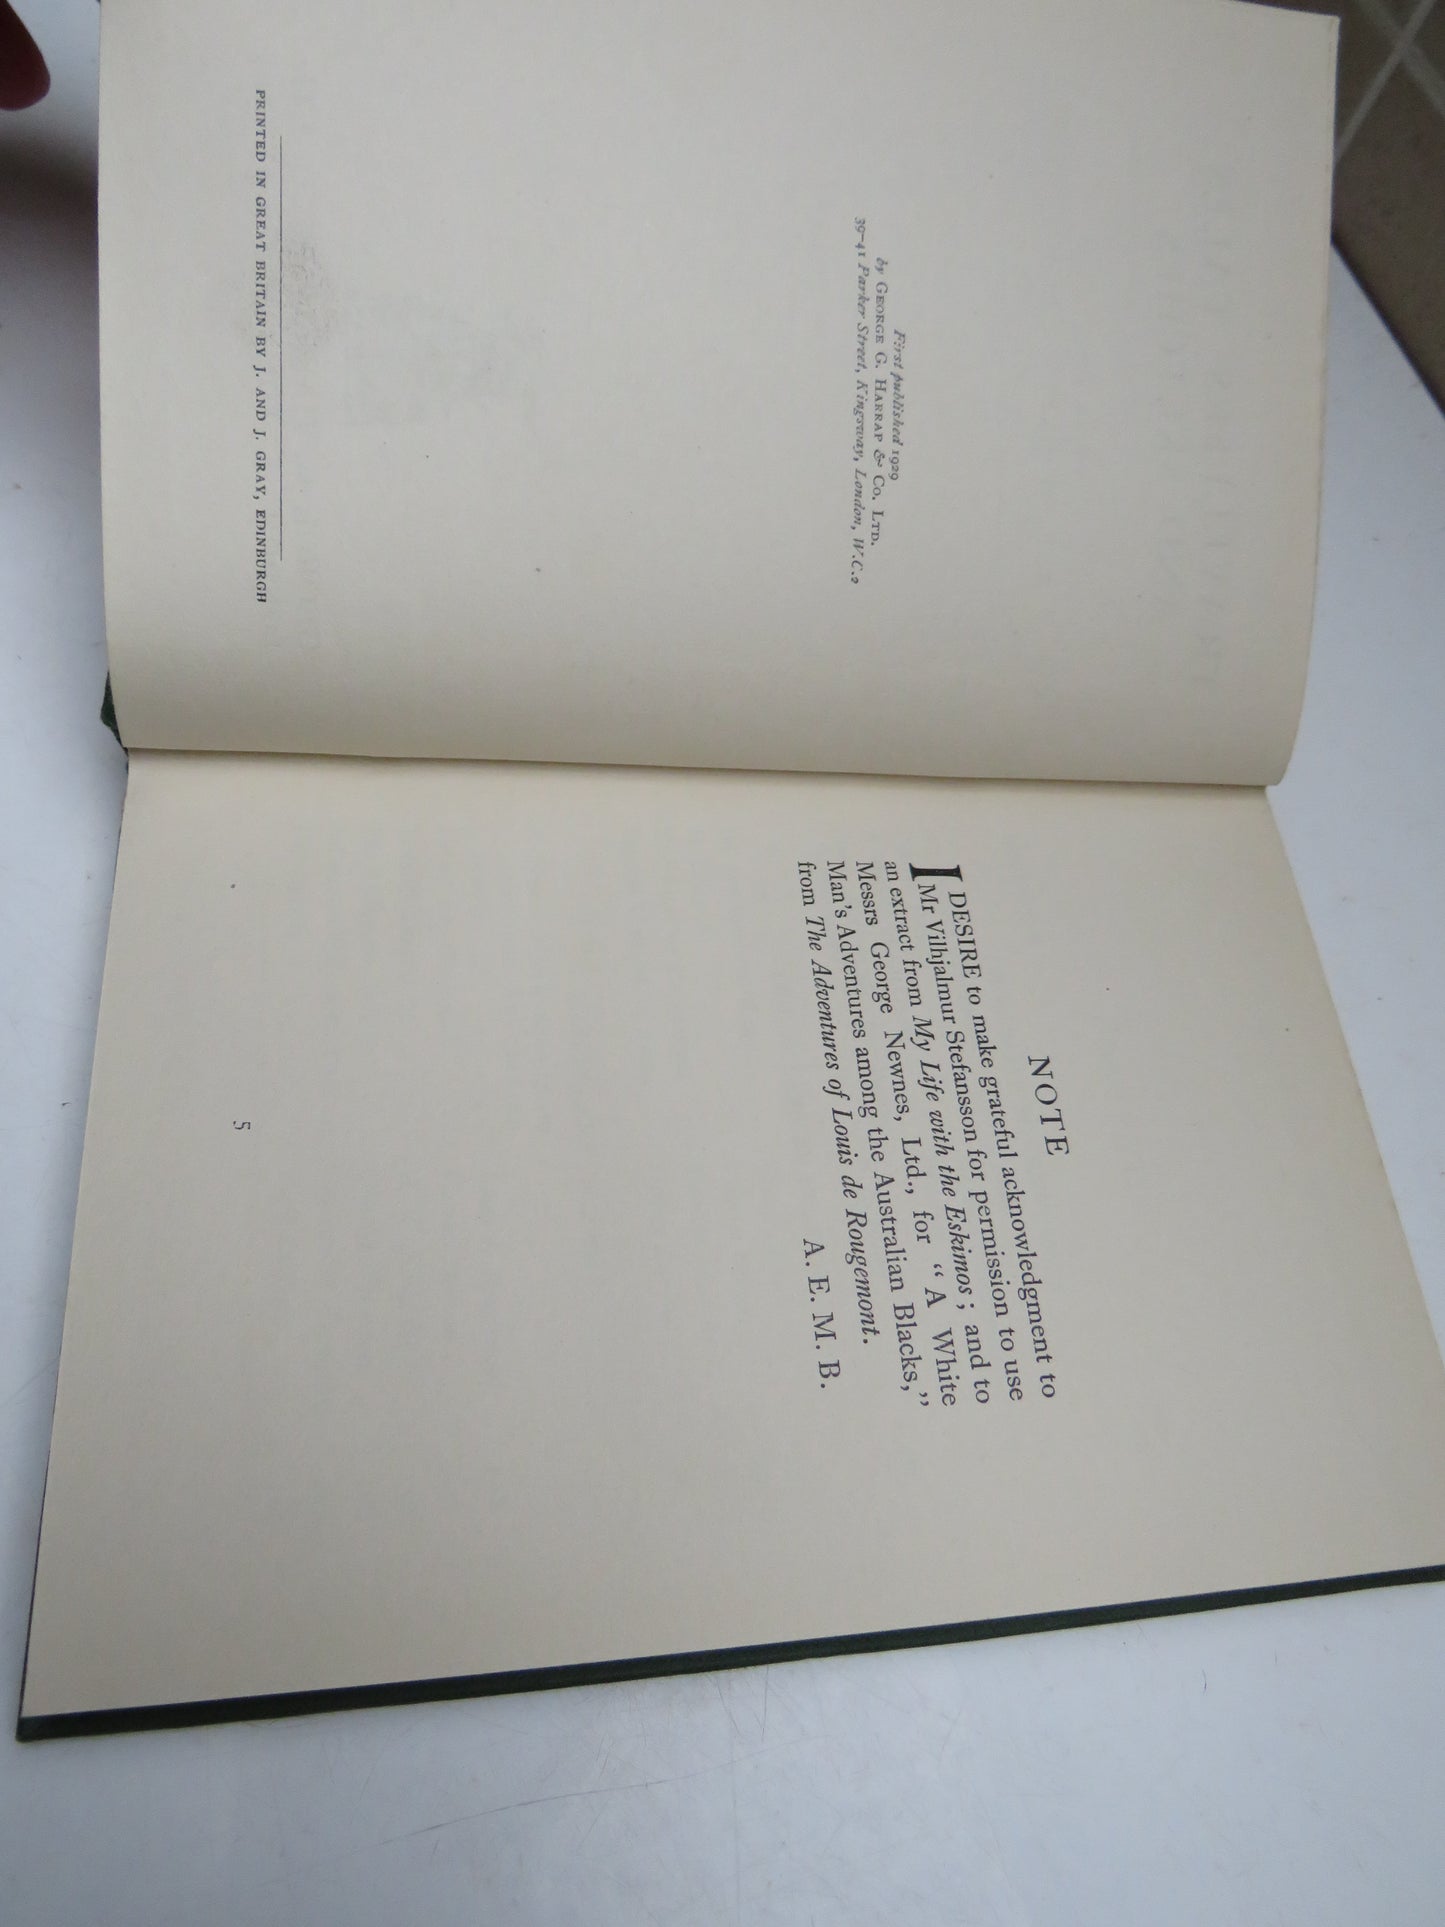 First published 1929
by GEORGE G. HARRAP & CO. LTD.
39-41 Parker Street, Kingsway, London, W.C.2
PRINTED IN GREAT BRITAIN BY J. AND J. GRAY, EDINBURGH
NOTE
I DESIRE to make grateful acknowledgment to
Mr Vilhjalmur Stefansson for permission to use
an extract from My Life with the Eskimos; and to
Messrs George Newnes, Ltd., for “A White
Man's Adventures among the Australian Blacks,”
from The Adventures of Louis de Rougemont.
A. E. M. B.
5